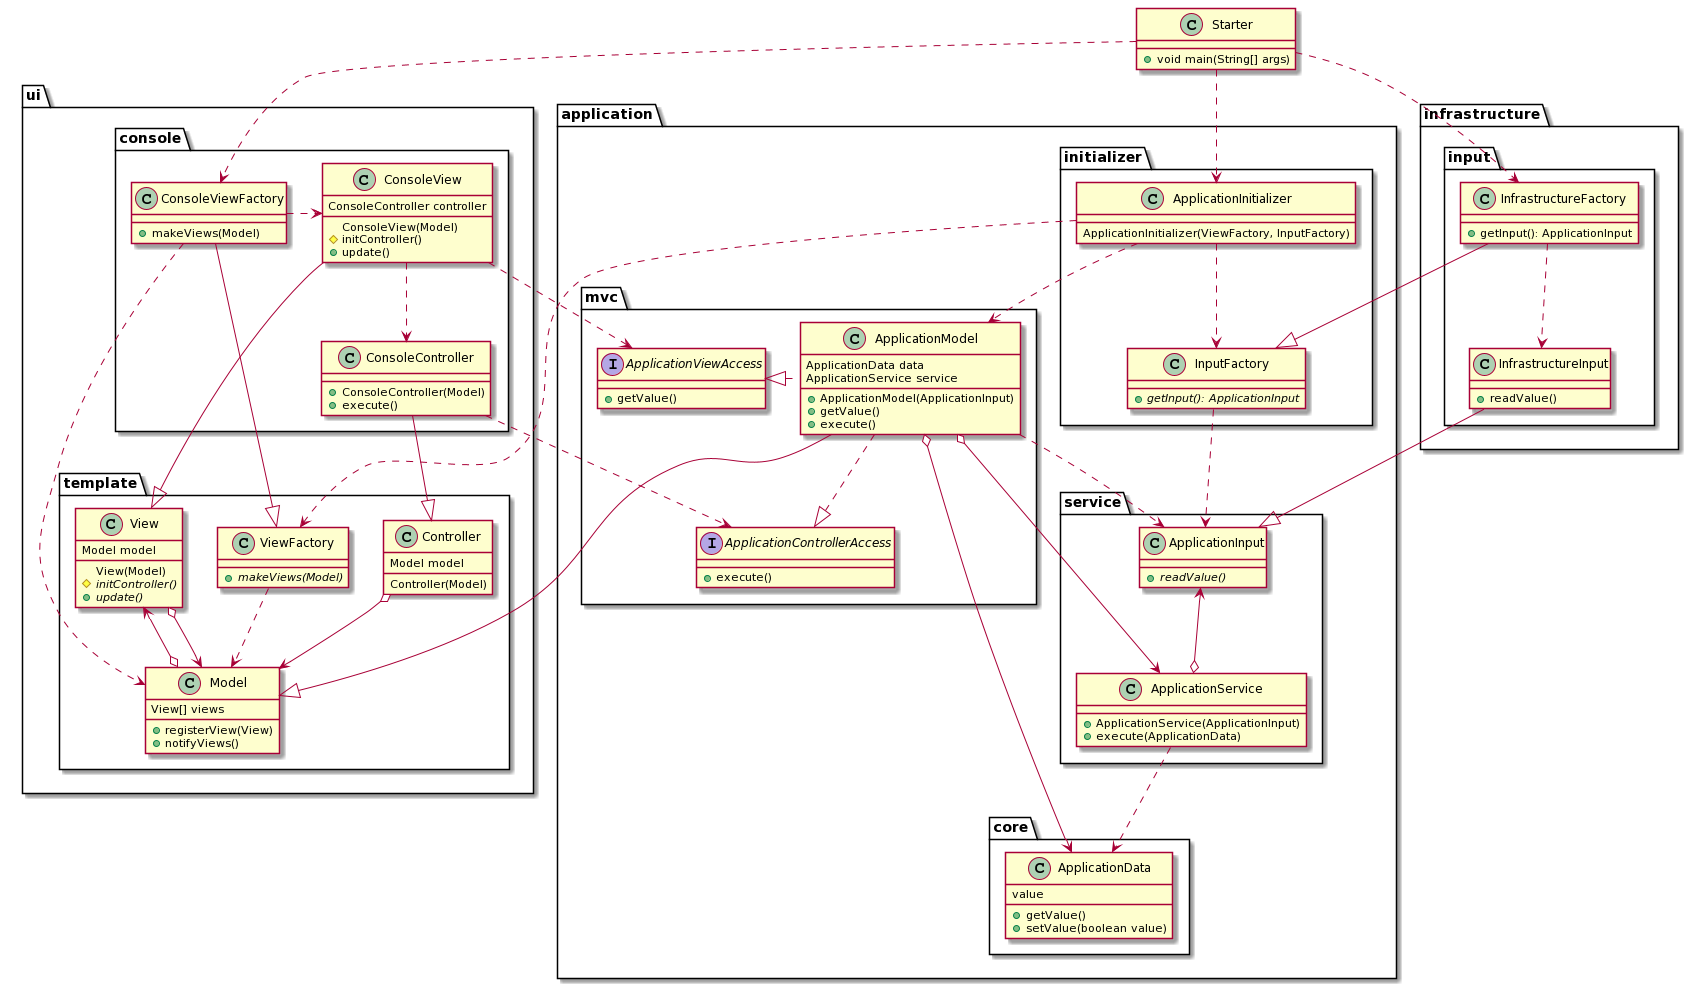 C Starter
void main(String[] args)
ui
console
C ConsoleViewFactory
makeViews(Model)
C ConsoleView
ConsoleController controller
ConsoleView(Model)
initController()
update()
C ConsoleController
ConsoleController(Model)
execute()
template
C View
Model model
View(Model)
initController()
update()
C ViewFactory
makeViews(Model)
C Controller
Model model
Controller(Model)
C Model
View[] views
registerView(View)
notifyViews()
application
initializer
C ApplicationInitializer
ApplicationInitializer(ViewFactory, InputFactory)
C InputFactory
getInput(): ApplicationInput
mvc
I ApplicationViewAccess
getValue()
C ApplicationModel
ApplicationData data
ApplicationService service
ApplicationModel(ApplicationInput)
getValue()
execute()
I ApplicationControllerAccess
execute()
service
C ApplicationInput
readValue()
C ApplicationService
ApplicationService(ApplicationInput)
execute(ApplicationData)
core
C ApplicationData
value
getValue()
setValue(boolean value)
infrastructure
input
C InfrastructureFactory
getInput(): ApplicationInput
C InfrastructureInput
readValue()